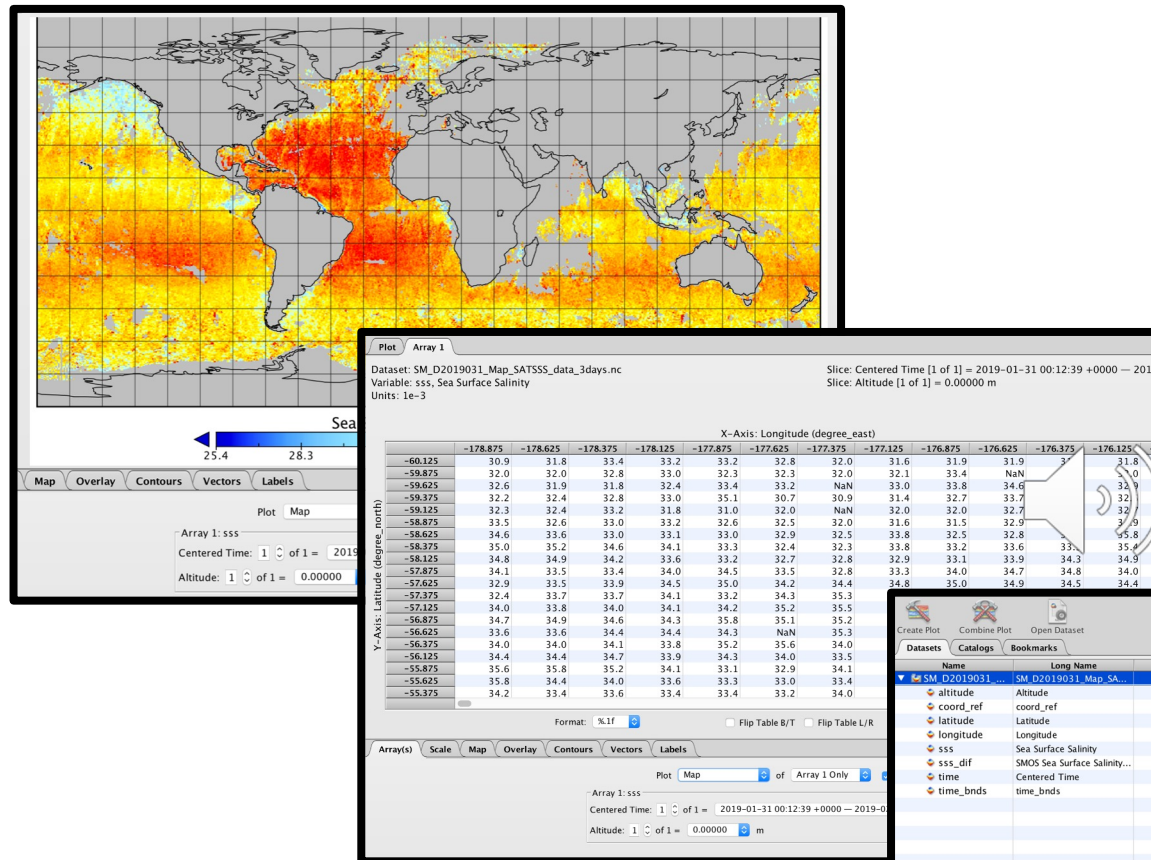 Sea
25.4 28.3
Map Overlay Contours Vectors Labels
Plot Map
Array 1: sss
Centered Time: 1 of 1 = 2019
Altitude: 1 of 1 = 0.00000
Plot Array 1
Dataset: SM_D2019031_Map_SATSSS_data_3days.nc
Variable: sss, Sea Surface Salinity
Units: 1e-3
Slice: Centered Time [1 of 1] = 2019-01-31 00:12:39 +0000 — 201
Slice: Altitude [1 of 1] = 0.00000 m
X-Axis: Longitude (degree_east)
Y-Axis: Latitude (degree_north)
-178.875 -178.625 -178.375 -178.125 -177.875 -177.625 -177.375 -177.125 -176.875 -176.625 -176.375 -176.125
-60.125 30.9 31.8 33.4 33.2 33.2 32.8 32.0 31.6 31.9 31.9 31.8
-59.875 32.0 32.0 32.8 33.0 32.3 32.3 32.0 32.1 33.4 NaN
-59.625 32.6 31.9 31.8 32.4 33.4 33.2 NaN 33.0 33.8 34.6
-59.375 32.2 32.4 32.8 33.0 35.1 30.7 30.9 31.4 32.7 33.7
-59.125 32.3 32.4 33.2 31.8 31.0 32.0 NaN 32.0 32.0 32.7
-58.875 33.5 32.6 33.0 33.2 32.6 32.5 32.0 31.6 31.5 32.9
-58.625 34.6 33.6 33.0 33.1 33.0 32.9 32.5 33.8 32.5 32.8 35.8
-58.375 35.0 35.2 34.6 34.1 33.3 32.4 32.3 33.8 33.2 33.6 35.4
-58.125 34.8 34.9 34.2 33.6 33.2 32.7 32.8 32.9 33.1 33.9 34.3 34.9
-57.875 34.1 33.5 33.4 34.0 34.5 33.5 32.8 33.3 34.0 34.7 34.8 34.0
-57.625 32.9 33.5 33.9 34.5 35.0 34.2 34.4 34.8 35.0 34.9 34.5 34.4
-57.375 32.4 33.7 33.7 34.1 33.2 34.3 35.3
-57.125 34.0 33.8 34.0 34.1 34.2 35.2 35.5
-56.875 34.7 34.9 34.6 34.3 35.8 35.1 35.2
-56.625 33.6 33.6 34.4 34.4 34.3 NaN 35.3
-56.375 34.0 34.0 34.1 33.8 35.2 35.6 34.0
-56.125 34.4 34.4 34.7 33.9 34.3 34.0 33.5
-55.875 35.6 35.8 35.2 34.1 33.1 32.9 34.1
-55.625 35.8 34.4 34.0 33.6 33.3 33.0 33.4
-55.375 34.2 33.4 33.6 33.4 33.4 33.2 34.0
Format: %.1f Flip Table B/T Flip Table L/R
Array(s) Scale Map Overlay Contours Vectors Labels
Plot Map of Array 1 Only
Array 1: sss
Centered Time: 1 of 1 = 2019-01-31 00:12:39 +0000 — 2019-0
Altitude: 1 of 1 = 0.00000 m
Create Plot Combine Plot Open Dataset
Datasets Catalogs Bookmarks
Name Long Name
SM_D2019031_... SM_D2019031_Map_SA...
altitude Altitude
coord_ref coord_ref
latitude Latitude
longitude Longitude
sss Sea Surface Salinity
sss_dif SMOS Sea Surface Salinity...
time Centered Time
time_bnds time_bnds